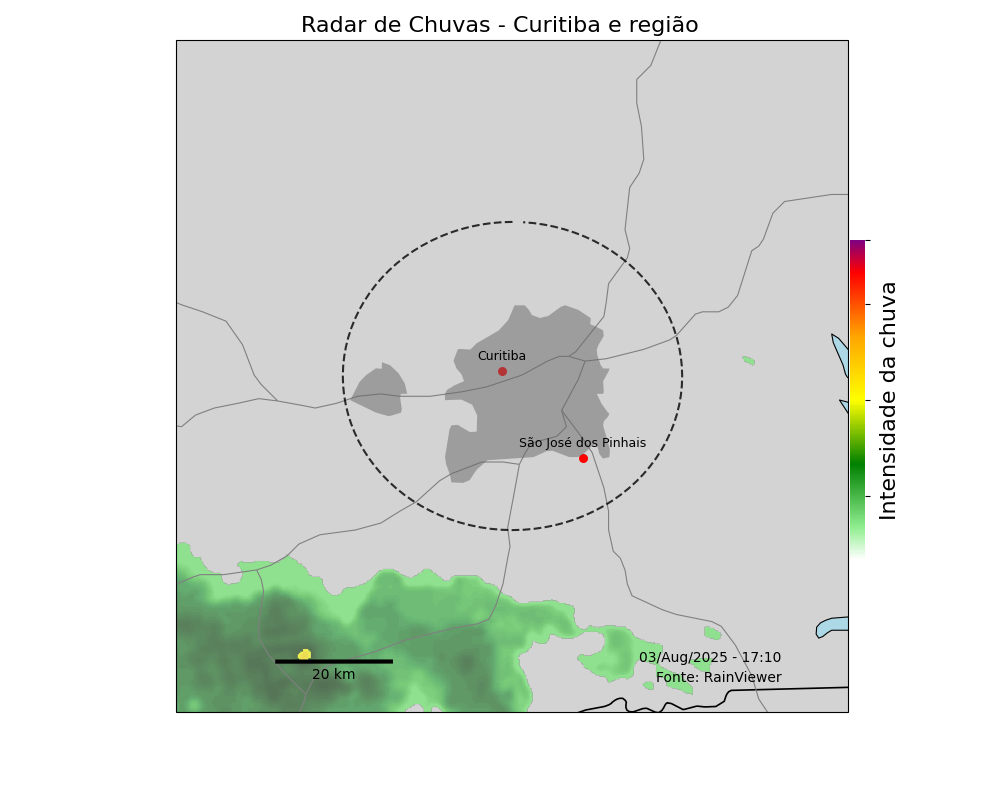 Radar de Chuvas - Curitiba e região
Curitiba
São José dos Pinhais
Intensidade da chuva
03/Aug/2025 - 17:10
20 km
Fonte: RainViewer